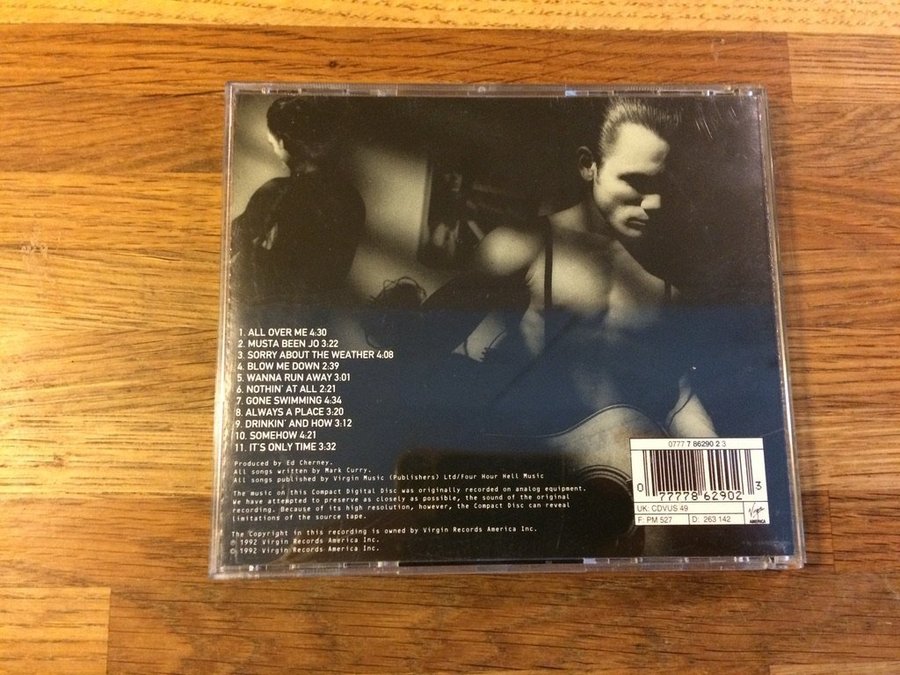 1. ALL OVER ME 4:30
2. MUSTA BEEN JO 3:22
3. SORRY ABOUT THE WEATHER 4:08
4. BLOW ME DOWN 2:39
5. WANNA RUN AWAY 3:01
6. NOTHIN' AT ALL 2:21
7. GONE SWIMMING 4:34
8. ALWAYS A PLACE 3:20
9. DRINKIN' AND HOW 3:12
10. SOMEHOW 4:21
11. IT'S ONLY TIME 3:32
Produced by Ed Cherney.
All songs written by Mark Curry.
All songs published by Virgin Music (Publishers) Ltd/Four Hour Hell Music
The music on this Compact Digital Disc was originally recorded on analog equipment.
We have attempted to preserve as closely as possible, the sound of the original
recording. Because of its high resolution, however, the Compact Disc can reveal
limitations of the source tape.
The Copyright in this recording is owned by Virgin Records America Inc.
℗ 1992 Virgin Records America Inc.
© 1992 Virgin Records America Inc.
0777 7 86290 2 3
0 77778 62902 3
UK: CDVUS 49
F: PM 527 D: 263 142
Virgin
AMERICA